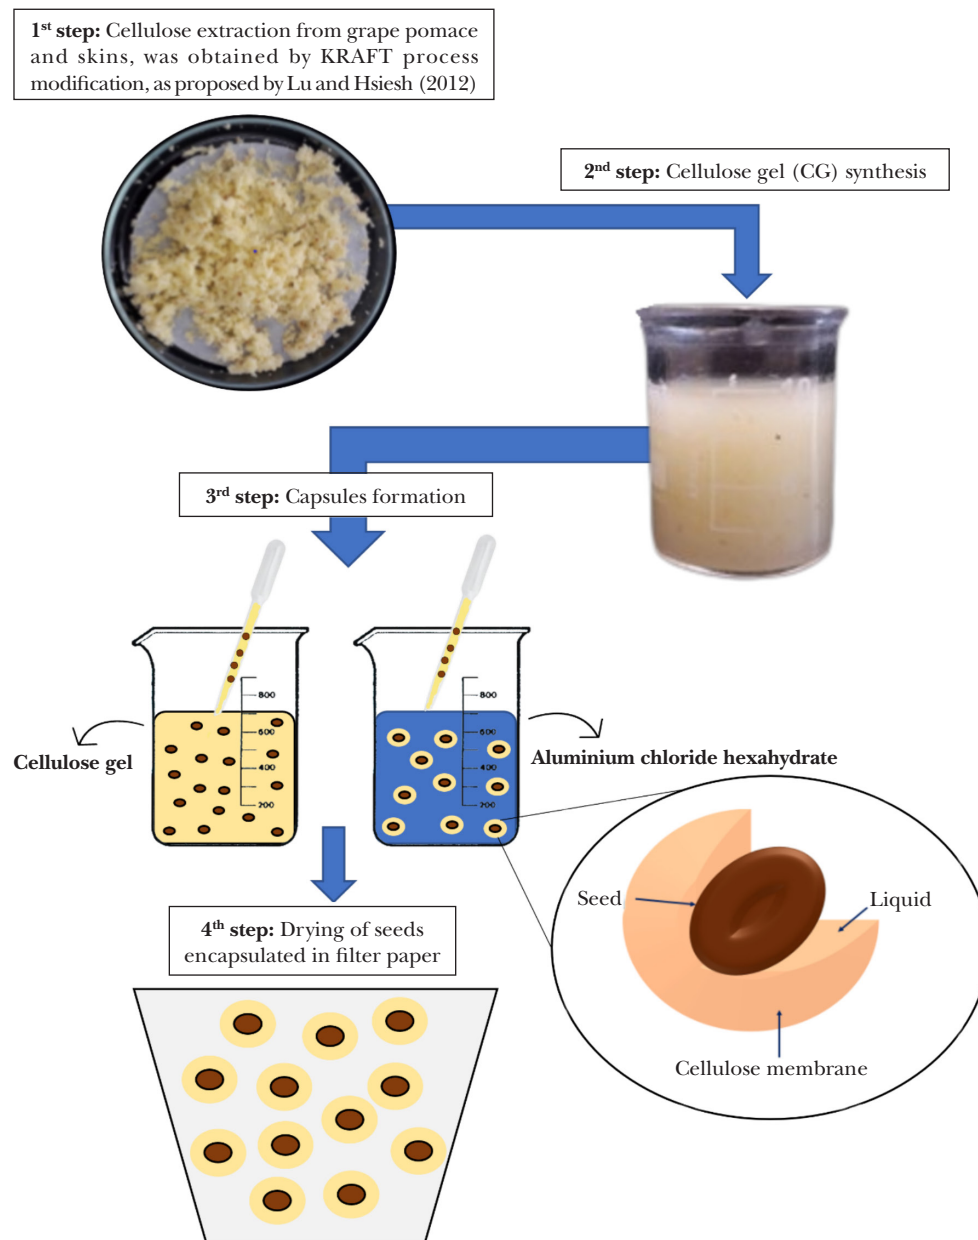 1st step: Cellulose extraction from grape pomace
and skins, was obtained by KRAFT process
modification, as proposed by Lu and Hsiesh (2012)
2nd step: Cellulose gel (CG) synthesis
3rd step: Capsules formation
800
600
400
200
800
600
400
200
Cellulose gel
Aluminium chloride hexahydrate
Seed
Liquid
Cellulose membrane
4th step: Drying of seeds
encapsulated in filter paper